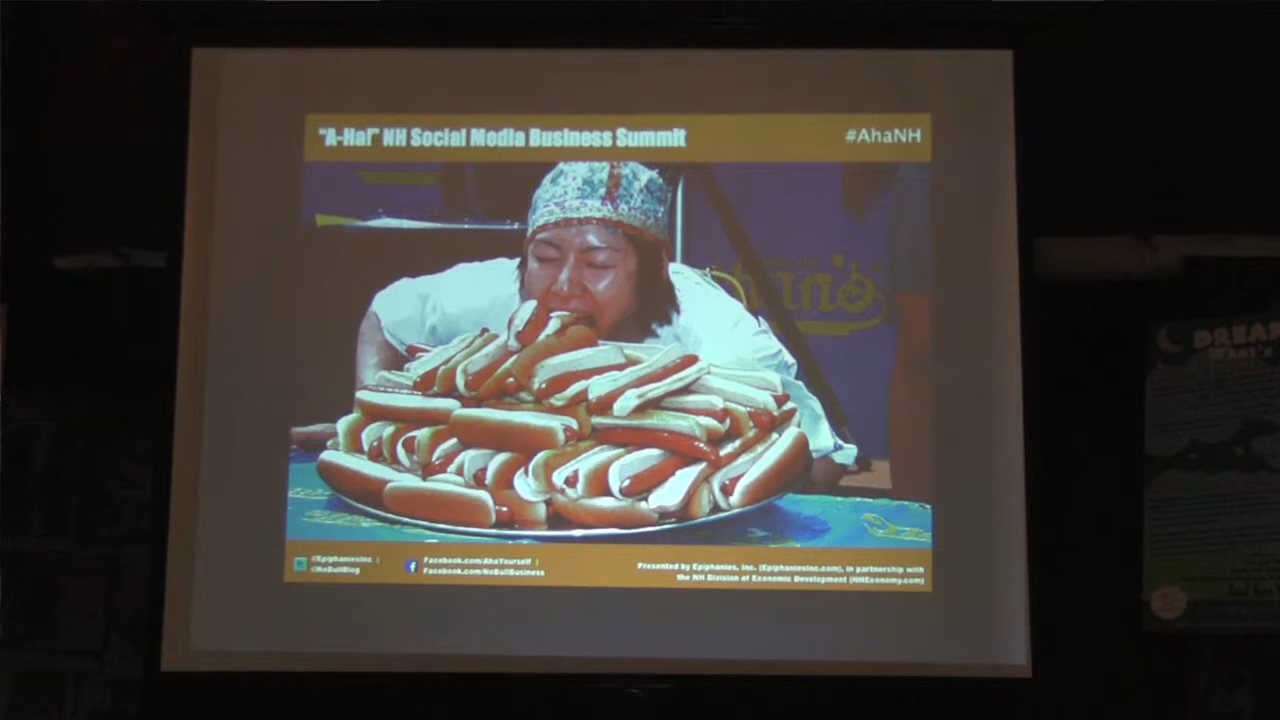 "A-Ha!" NH Social Media Business Summit
#AhaNH
@EpiphaniesInc |
@NoBullBlog
Facebook.com/AhaYourself |
Facebook.com/NoBullBusiness
Presented by Epiphanies, Inc. (EpiphaniesInc.com), in partnership with
the NH Division of Economic Development (NHEconomy.com)
DREAM
What's